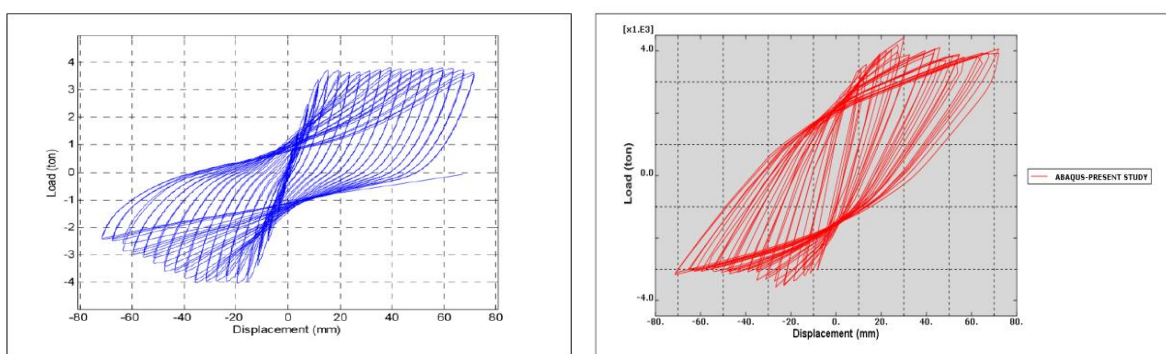 4
3
2
1
0
-1
-2
-3
-4
Load (ton)
-80 -60 -40 -20 0 20 40 60 80
Displacement (mm)
[x1.E3]
4.0
0.0
-4.0
Load (ton)
-80. -60. -40. -20. 0. 20. 40. 60. 80.
Displacement (mm)
ABAQUS-PRESENT STUDY